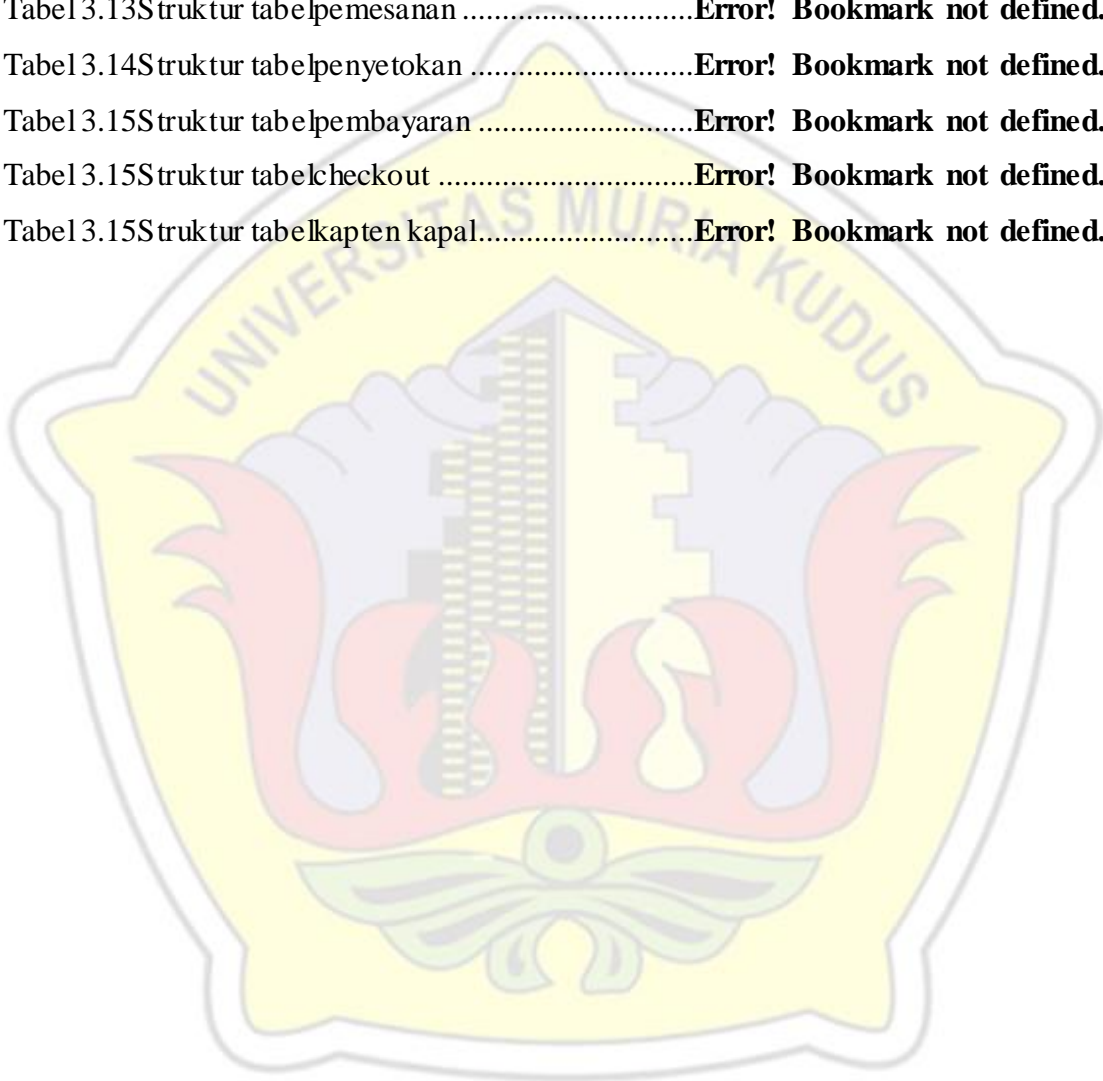 Tabel 3.13Struktur tabelpemesanan ....................................Error! Bookmark not defined.
Tabel 3.14Struktur tabelpenyetokan ...................................Error! Bookmark not defined.
Tabel 3.15Struktur tabelpembayaran ..................................Error! Bookmark not defined.
Tabel 3.15Struktur tabelcheckout ........................................Error! Bookmark not defined.
Tabel 3.15Struktur tabelkapten kapal..................................Error! Bookmark not defined.
UNIVERSITAS MURIA KUDUS